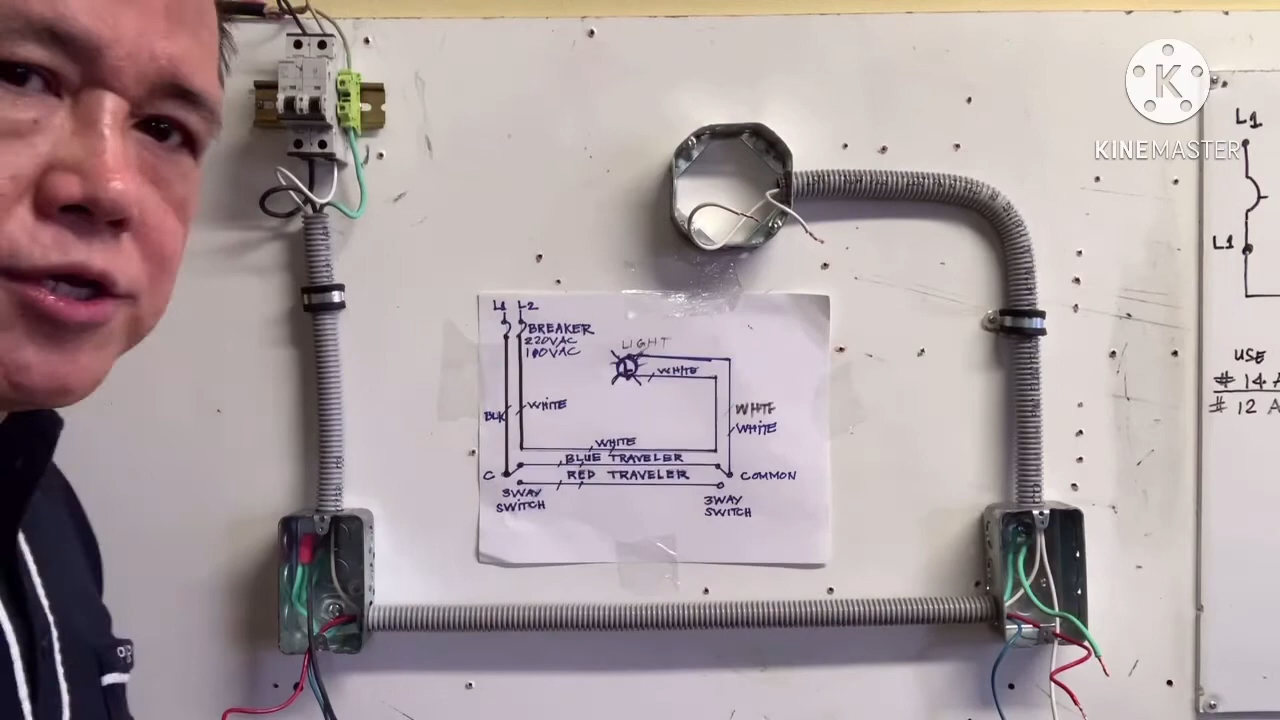 K
KINEMASTER
L1
L1
USE
# 14 A
# 12 A
L1 L2
BREAKER
220VAC
110VAC
LIGHT
WHITE
BLK
WHITE
WHTE
WHITE
WHITE
BLUE TRAVELER
C
RED TRAVELER
COMMON
3WAY
SWITCH
3WAY
SWITCH